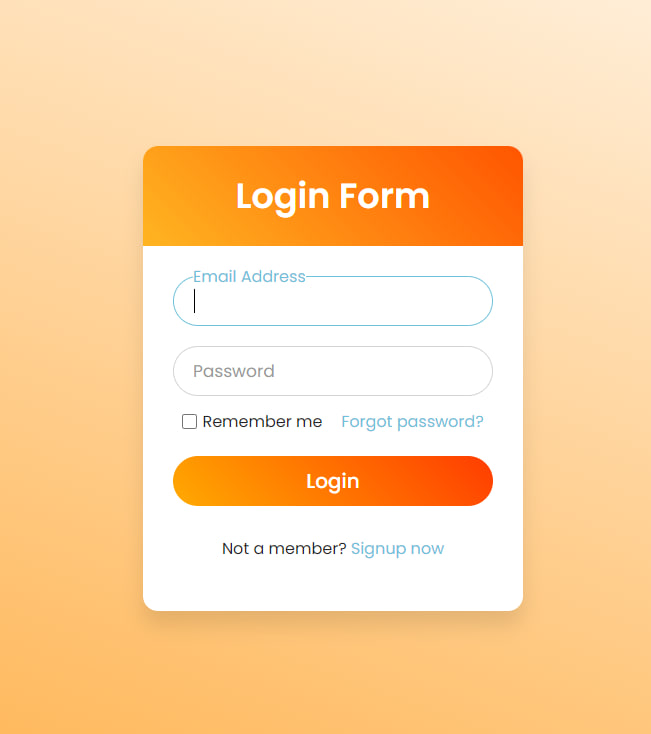 Login Form
Email Address
Password
Remember me Forgot password?
Login
Not a member? Signup now